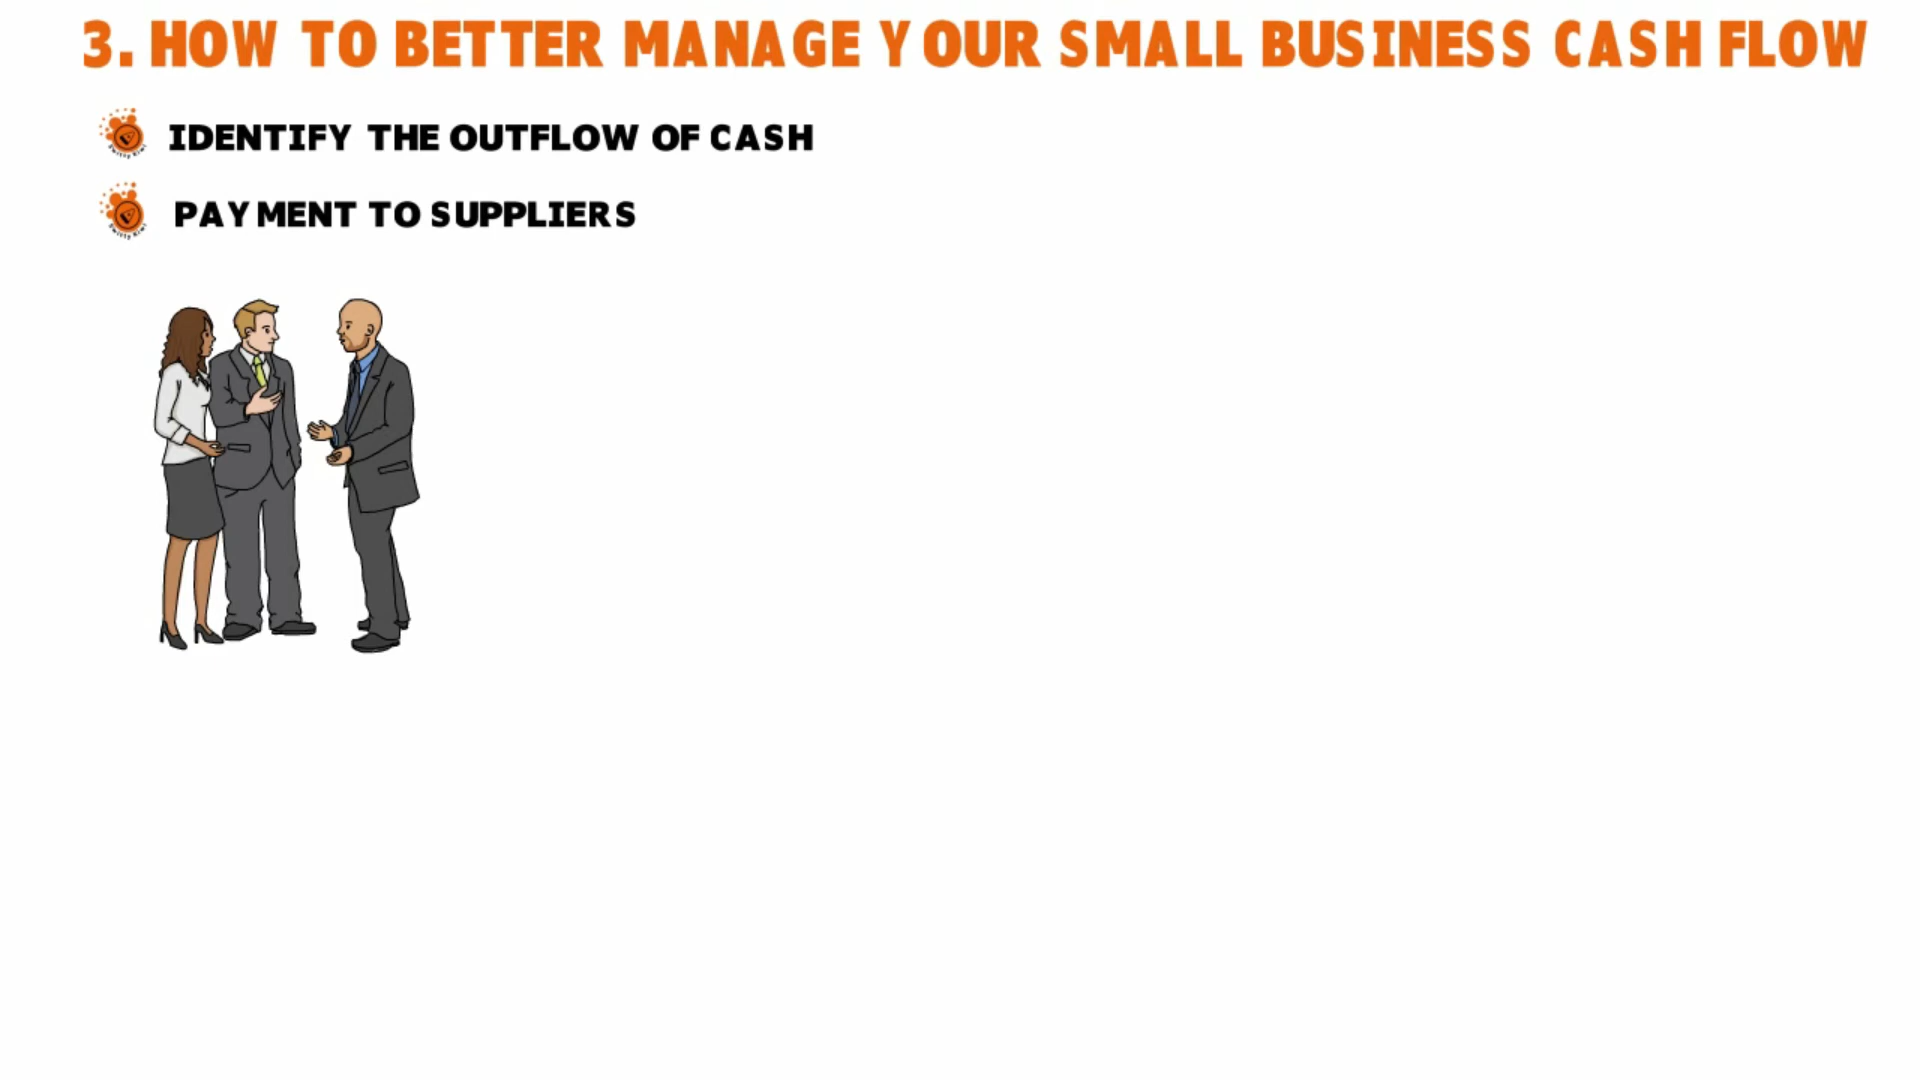 3. HOW TO BETTER MANAGE YOUR SMALL BUSINESS CASH FLOW
IDENTIFY THE OUTFLOW OF CASH
PAYMENT TO SUPPLIERS